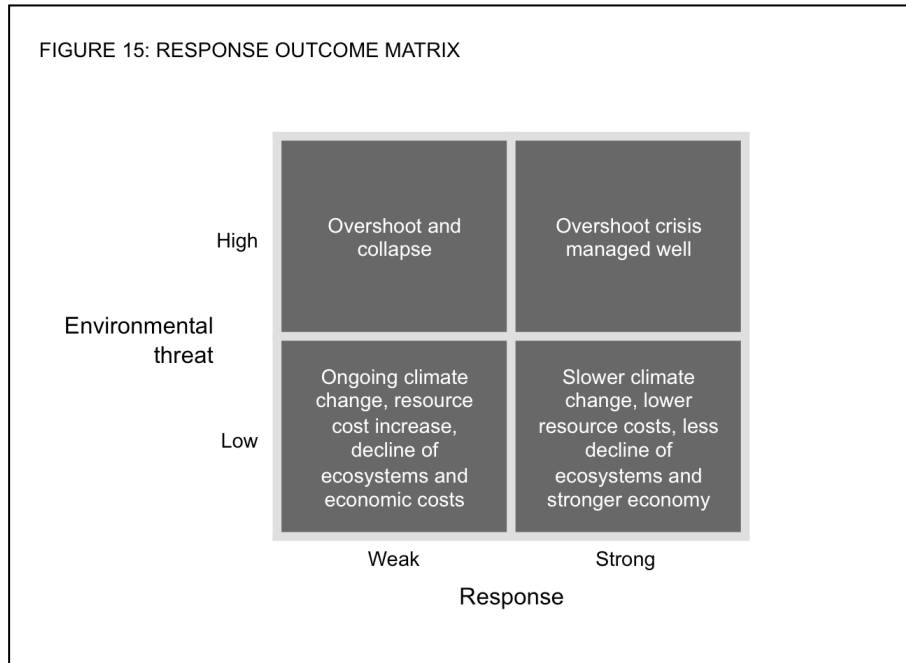 FIGURE 15: RESPONSE OUTCOME MATRIX
High
Overshoot and
collapse
Overshoot crisis
managed well
Environmental
threat
Low
Ongoing climate
change, resource
cost increase,
decline of
ecosystems and
economic costs
Slower climate
change, lower
resource costs, less
decline of
ecosystems and
stronger economy
Weak
Strong
Response